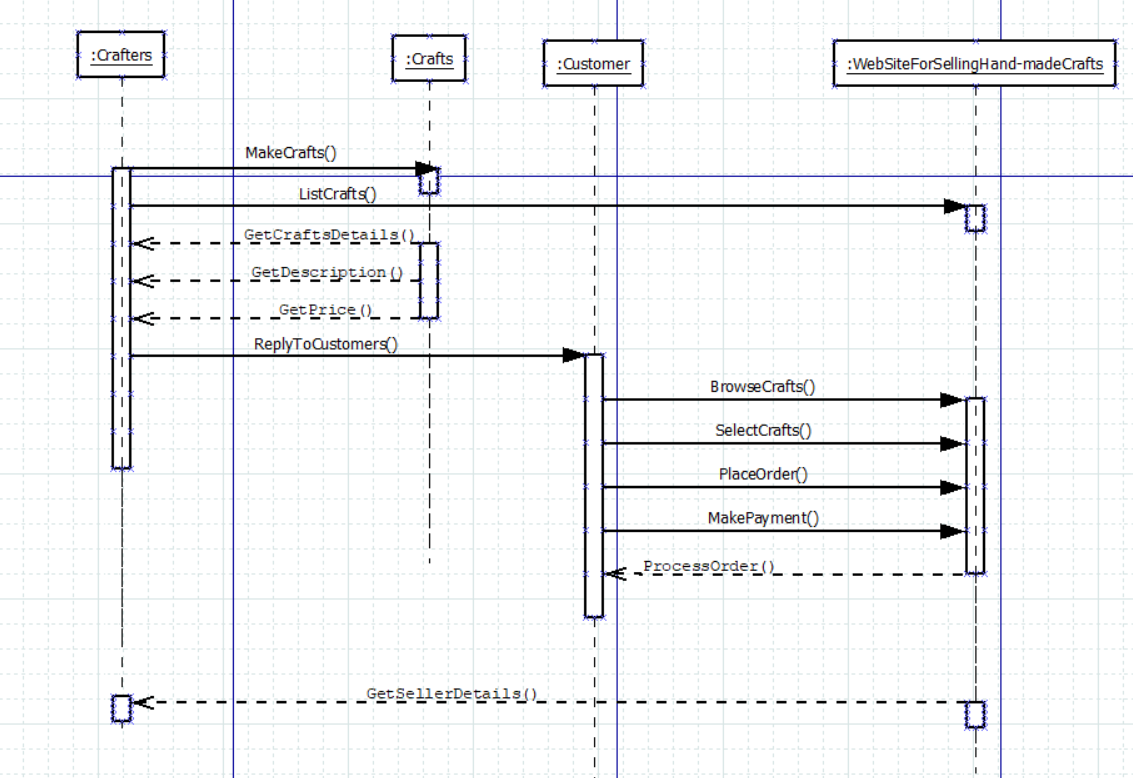 :Crafters
:Crafts
:Customer
:WebSiteForSellingHand-madeCrafts
MakeCrafts()
ListCrafts()
GetCraftsDetails()
GetDescription()
GetPrice()
ReplyToCustomers()
BrowseCrafts()
SelectCrafts()
PlaceOrder()
MakePayment()
ProcessOrder()
GetSellerDetails()